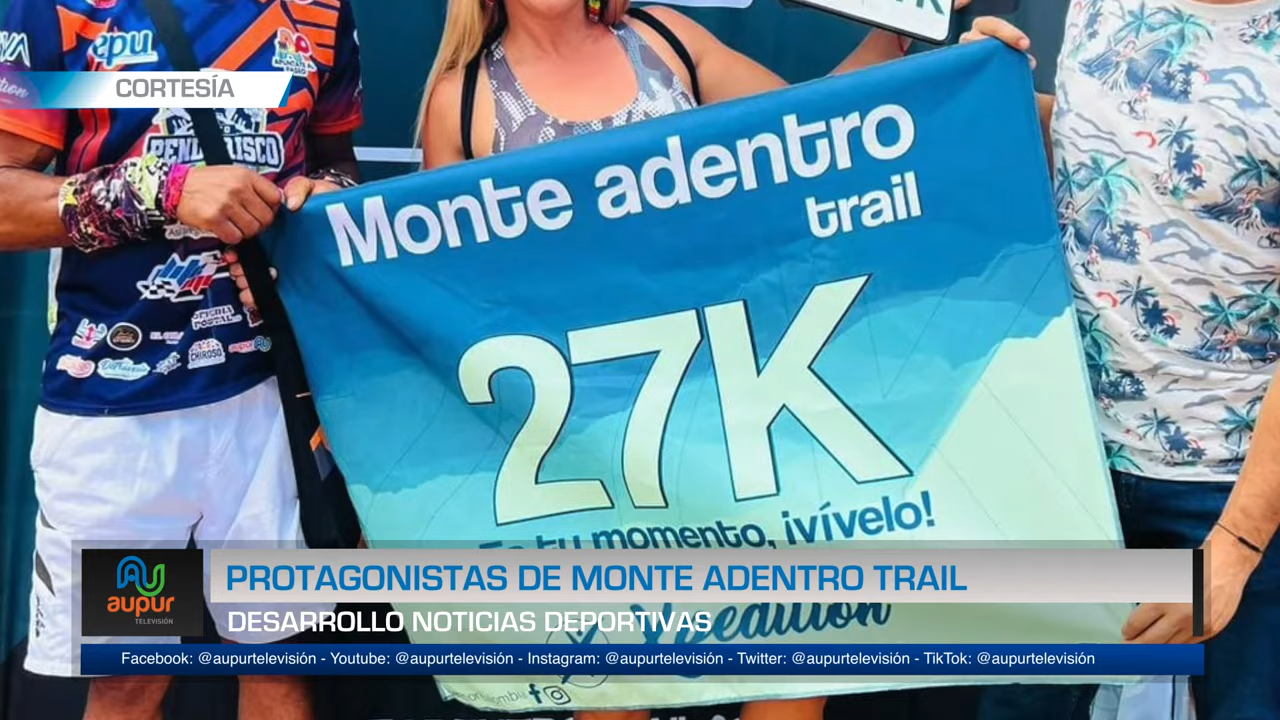 epu
CORTESÍA
Monte adentro
trail
27K
Es tu momento, ¡vívelo!
PROTAGONISTAS DE MONTE ADENTRO TRAIL
aupur
TELEVISIÓN
DESARROLLO NOTICIAS DEPORTIVAS
Facebook: @aupurtelevisión - Youtube: @aupurtelevisión - Instagram: @aupurtelevisión - Twitter: @aupurtelevisión - TikTok: @aupurtelevisión